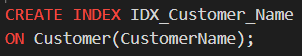 CREATE INDEX IDX_Customer_Name
ON Customer(CustomerName);